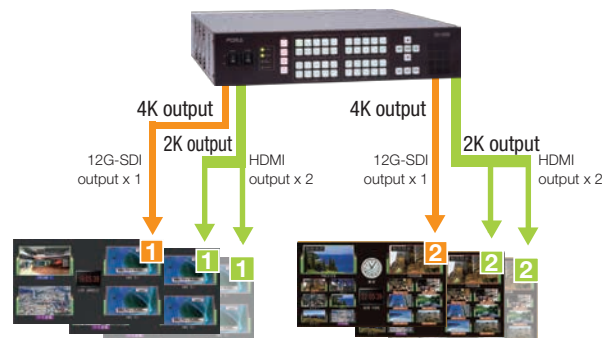 POWER
4K output
4K output
2K output
2K output
12G-SDI
output x 1
HDMI
output x 2
12G-SDI
output x 1
HDMI
output x 2
1
1
1
2
2
2